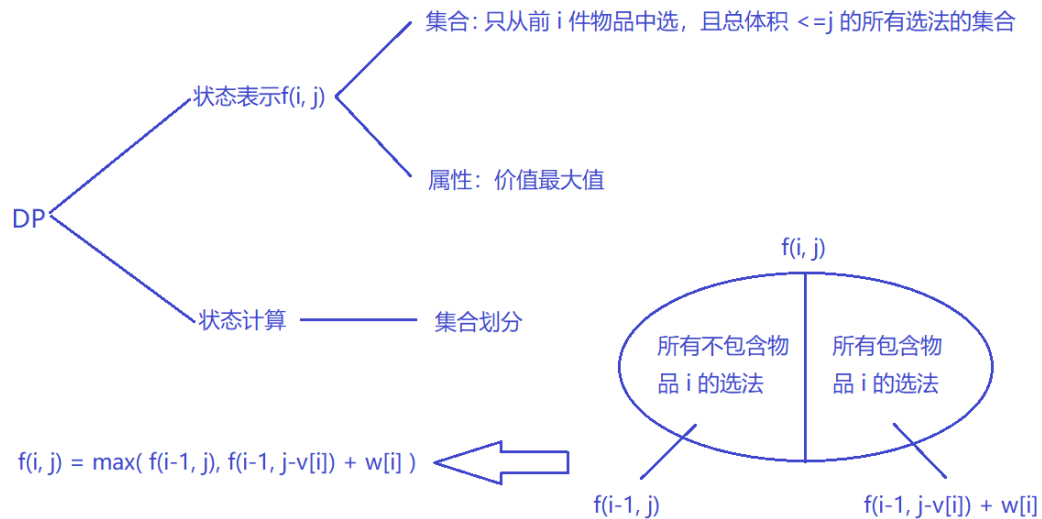 集合: 只从前 i 件物品中选，且总体积 <=j 的所有选法的集合
状态表示f(i, j)
属性：价值最大值
DP
状态计算
集合划分
f(i, j)
所有不包含物
品 i 的选法
所有包含物
品 i 的选法
f(i, j) = max( f(i-1, j), f(i-1, j-v[i]) + w[i] )
f(i-1, j)
f(i-1, j-v[i]) + w[i]